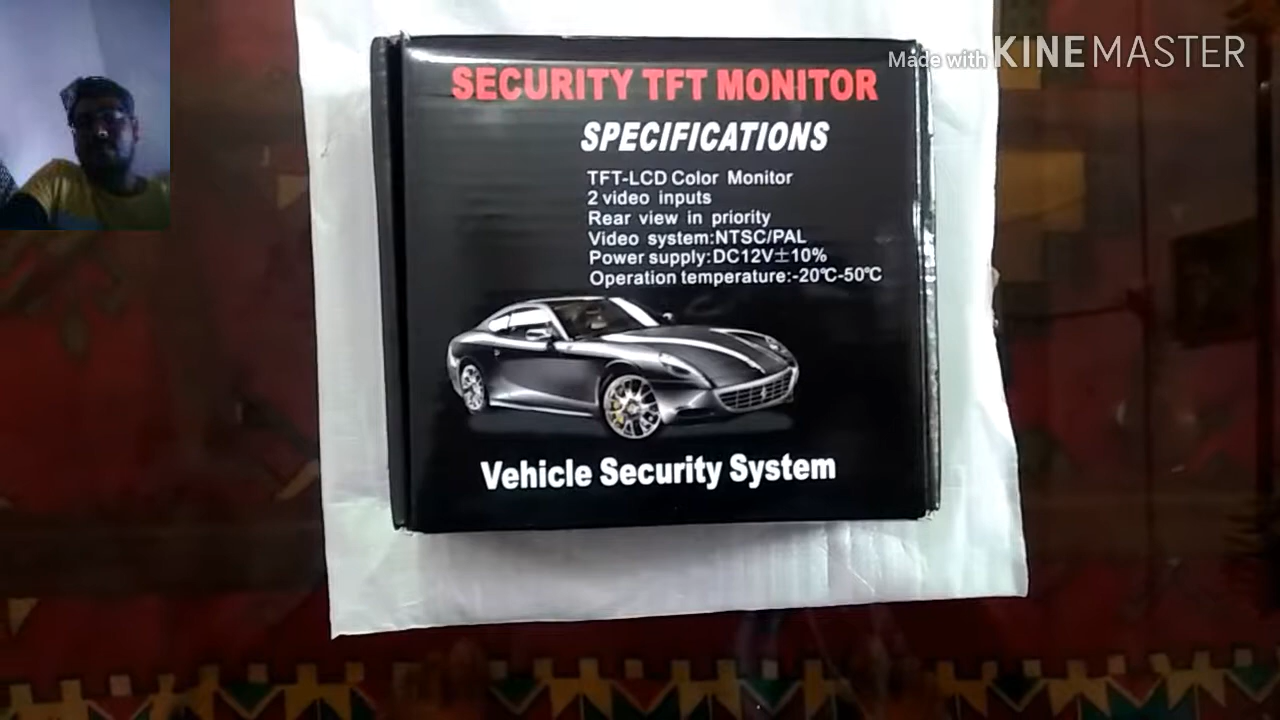 Made with KINEMASTER
SECURITY TFT MONITOR
SPECIFICATIONS
TFT-LCD Color Monitor
2 video inputs
Rear view in priority
Video system:NTSC/PAL
Power supply:DC12V±10%
Operation temperature:-20℃-50℃
Vehicle Security System